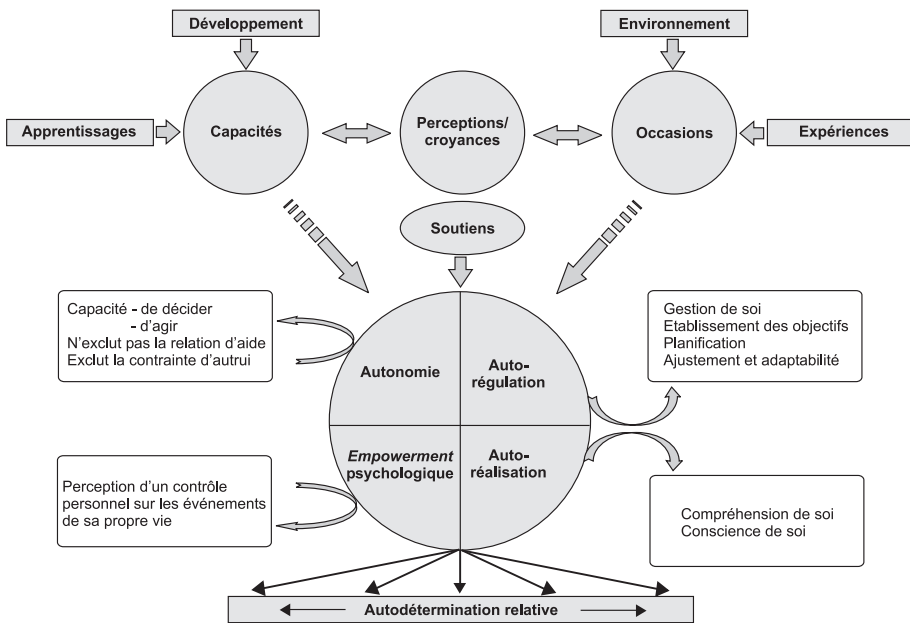 Développement
Environnement
Apprentissages
Capacités
Perceptions/
croyances
Occasions
Expériences
Soutiens
Capacité - de décider
- d'agir
N'exclut pas la relation d'aide
Exclut la contrainte d'autrui
Gestion de soi
Etablissement des objectifs
Planification
Ajustement et adaptabilité
Autonomie
Auto-
régulation
Empowerment
psychologique
Auto-
réalisation
Perception d'un contrôle
personnel sur les événements
de sa propre vie
Compréhension de soi
Conscience de soi
Autodétermination relative